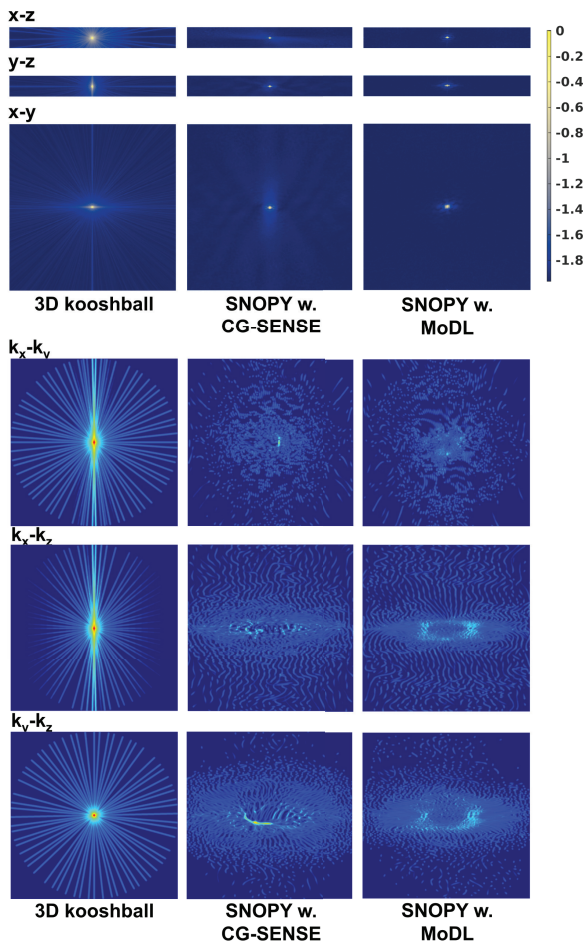 x-z
y-z
x-y
0
-0.2
-0.4
-0.6
-0.8
-1
-1.2
-1.4
-1.6
-1.8
3D kooshball
SNOPY w.
CG-SENSE
SNOPY w.
MoDL
kx-ky
kx-kz
ky-kz
3D kooshball
SNOPY w.
CG-SENSE
SNOPY w.
MoDL